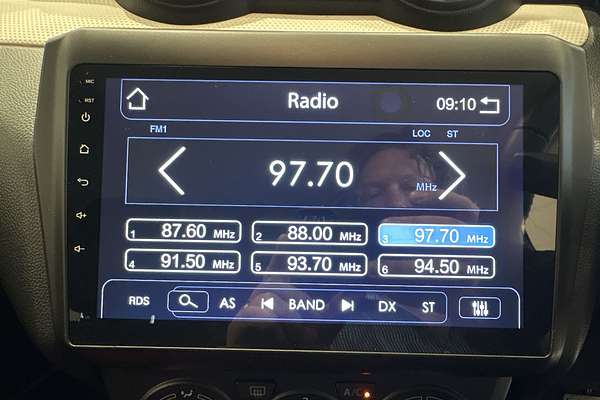 MIC
RST
Radio 09:10
FM1 LOC ST
97.70 MHz
1 87.60 MHz 2 88.00 MHz 3 97.70 MHz
4 91.50 MHz 5 93.70 MHz 6 94.50 MHz
RDS AS BAND DX ST
A/C